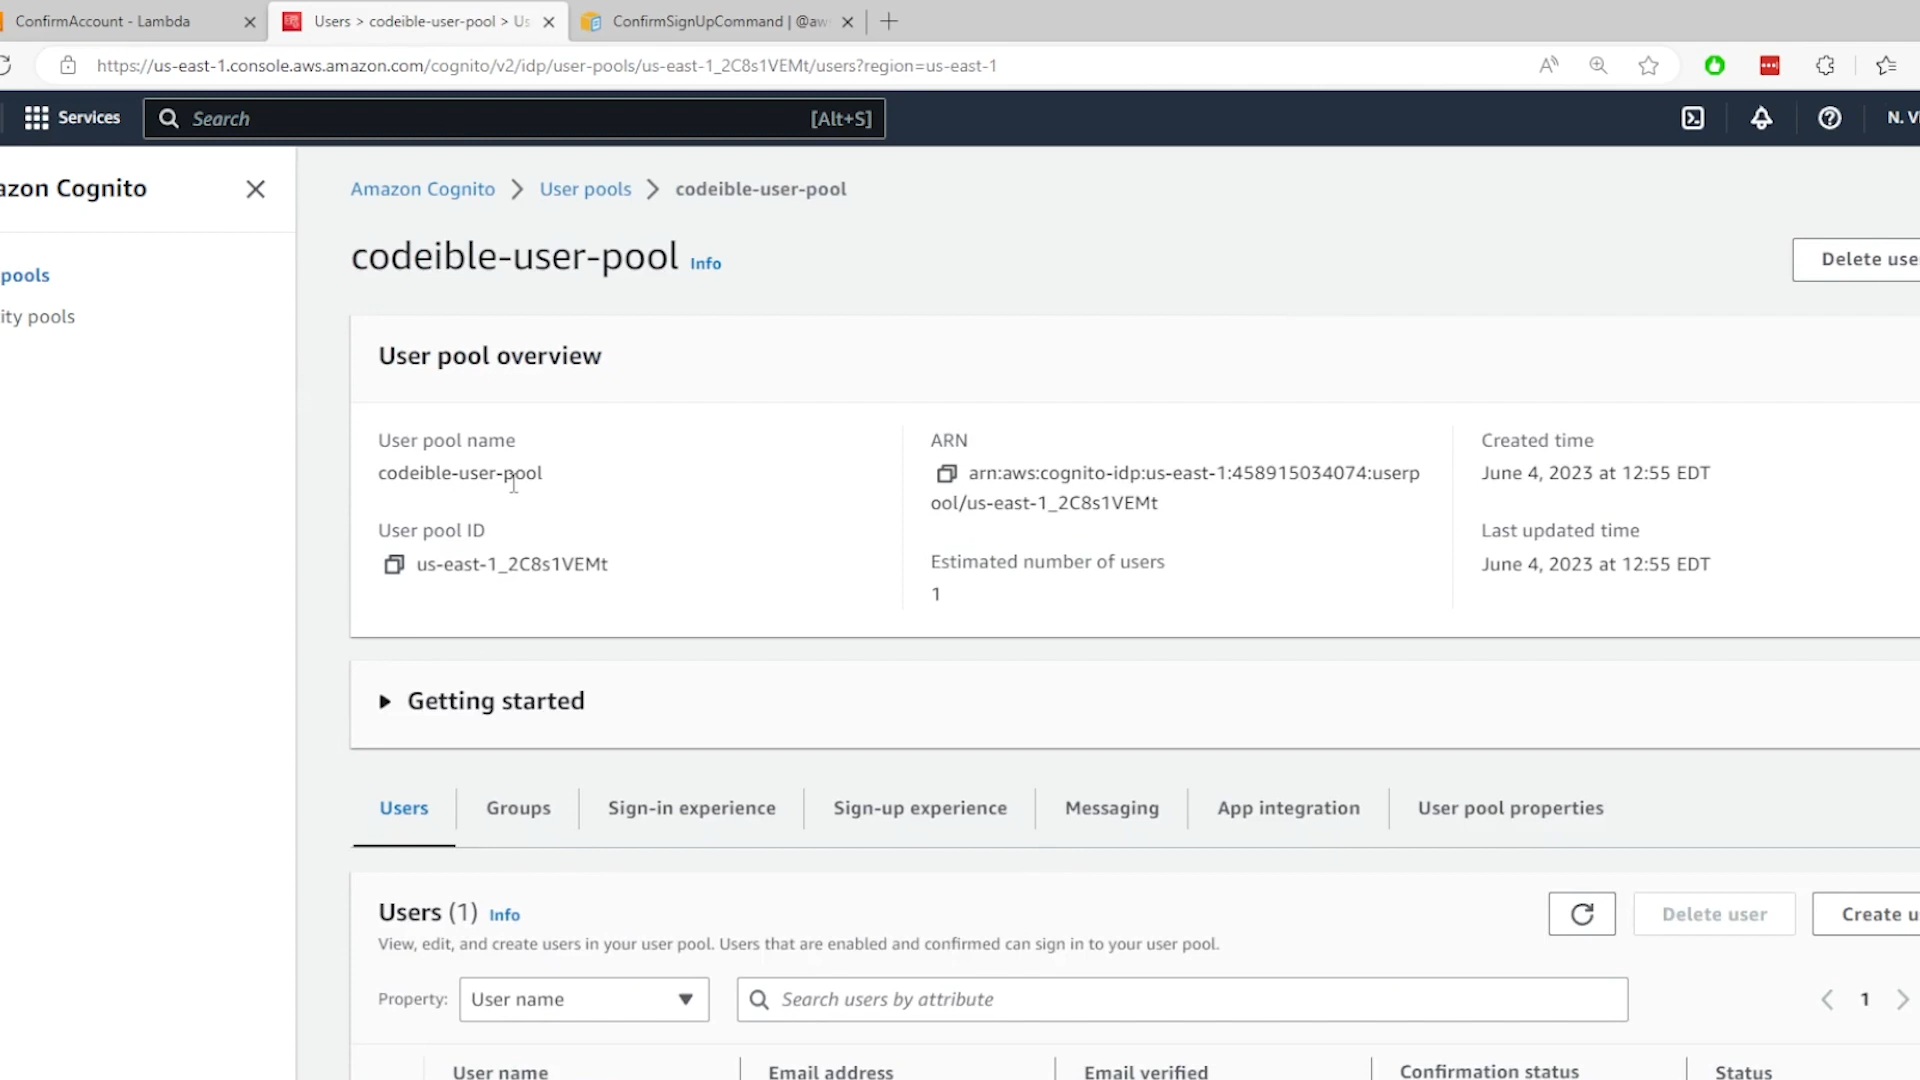 ConfirmAccount - Lambda
Users > codeible-user-pool > Us
ConfirmSignUpCommand | @aw
https://us-east-1.console.aws.amazon.com/cognito/v2/idp/user-pools/us-east-1_2C8s1VEMt/users?region=us-east-1
Services
Search
[Alt+S]
N. Vi
azon Cognito
Amazon Cognito > User pools > codeible-user-pool
codeible-user-pool Info
Delete use
pools
ity pools
User pool overview
User pool name
codeible-user-pool
User pool ID
us-east-1_2C8s1VEMt
ARN
arn:aws:cognito-idp:us-east-1:458915034074:userp
ool/us-east-1_2C8s1VEMt
Estimated number of users
1
Created time
June 4, 2023 at 12:55 EDT
Last updated time
June 4, 2023 at 12:55 EDT
Getting started
Users
Groups
Sign-in experience
Sign-up experience
Messaging
App integration
User pool properties
Users (1) Info
View, edit, and create users in your user pool. Users that are enabled and confirmed can sign in to your user pool.
Delete user
Create u
Property:
User name
Search users by attribute
1
User name
Email address
Email verified
Confirmation status
Status